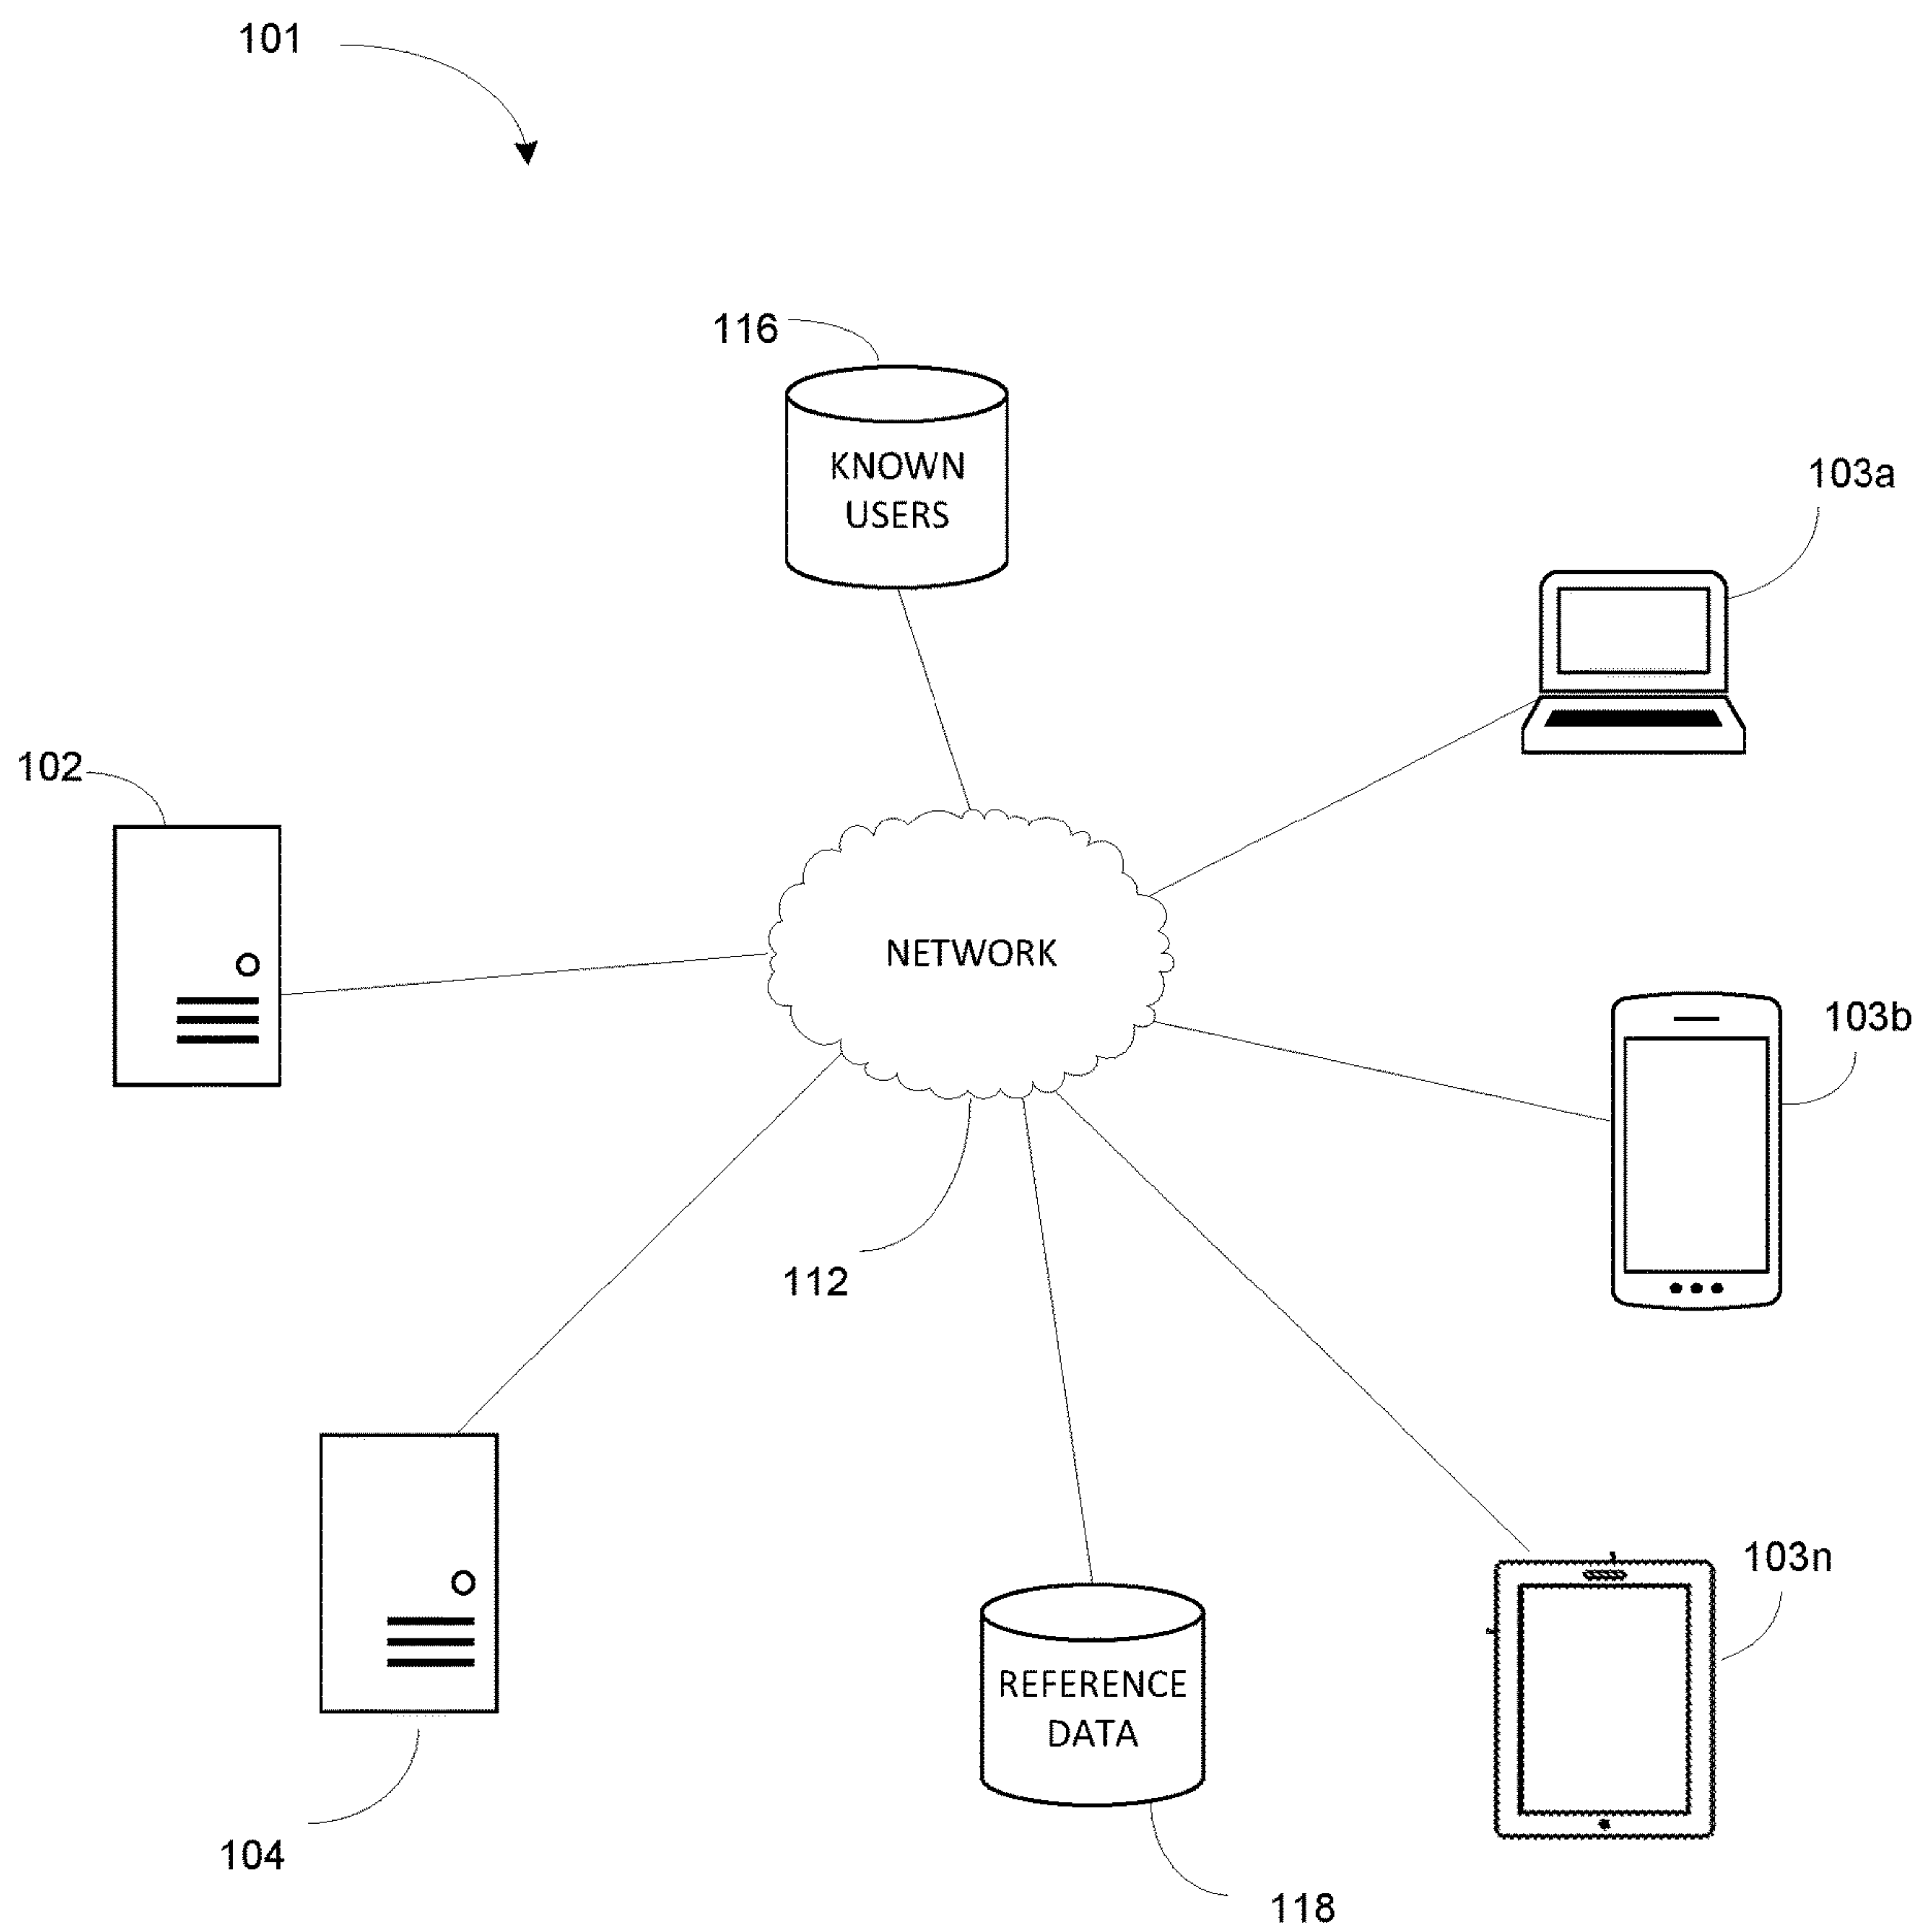 101
116
KNOWN
USERS
103a
102
NETWORK
103b
112
103n
REFERENCE
DATA
104
118